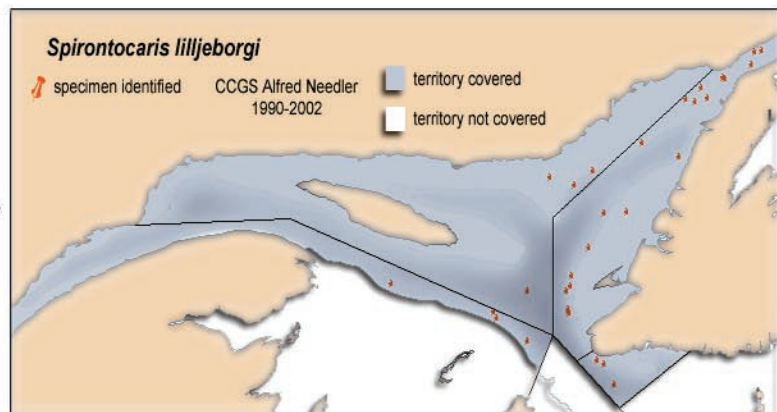 Spirontocaris lilljeborgi
specimen identified
CCGS Alfred Needler
1990-2002
territory covered
territory not covered